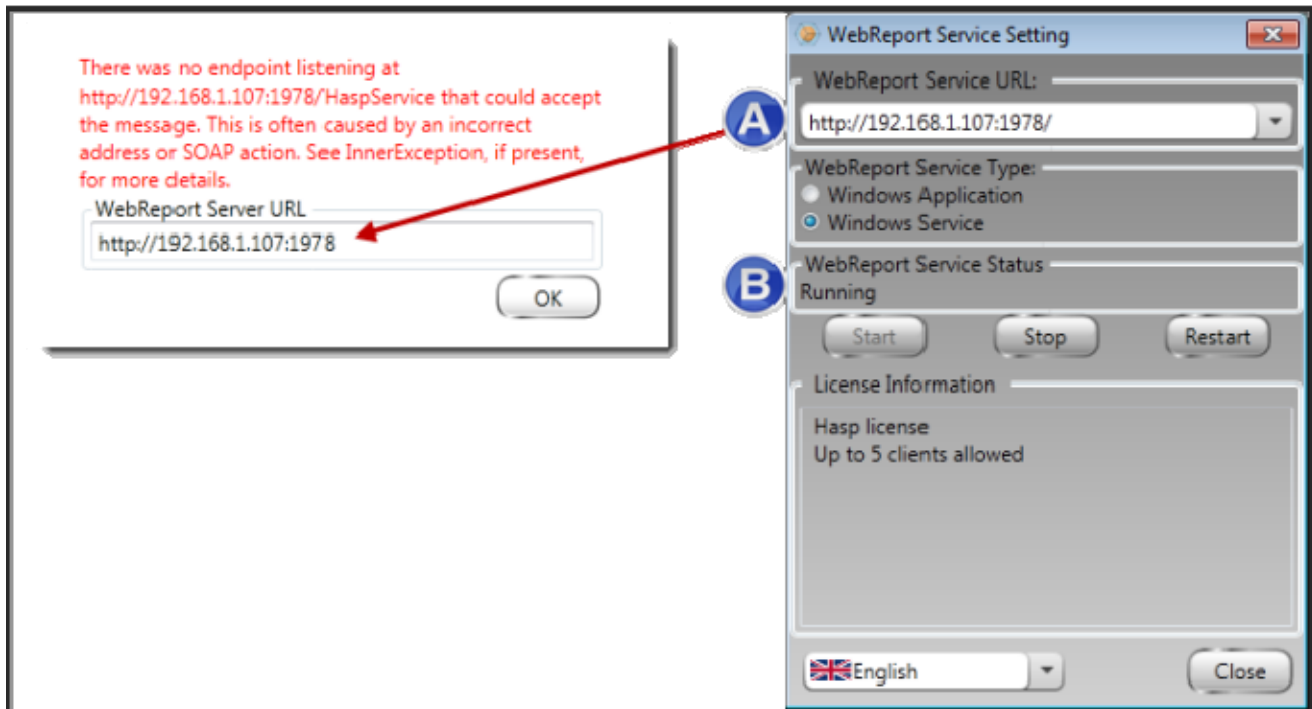 There was no endpoint listening at
http://192.168.1.107:1978/HaspService that could accept
the message. This is often caused by an incorrect
address or SOAP action. See InnerException, if present,
for more details.
WebReport Server URL
http://192.168.1.107:1978
OK
A
B
WebReport Service Setting
WebReport Service URL:
http://192.168.1.107:1978/
WebReport Service Type:
Windows Application
Windows Service
WebReport Service Status
Running
Start Stop Restart
License Information
Hasp license
Up to 5 clients allowed
English
Close